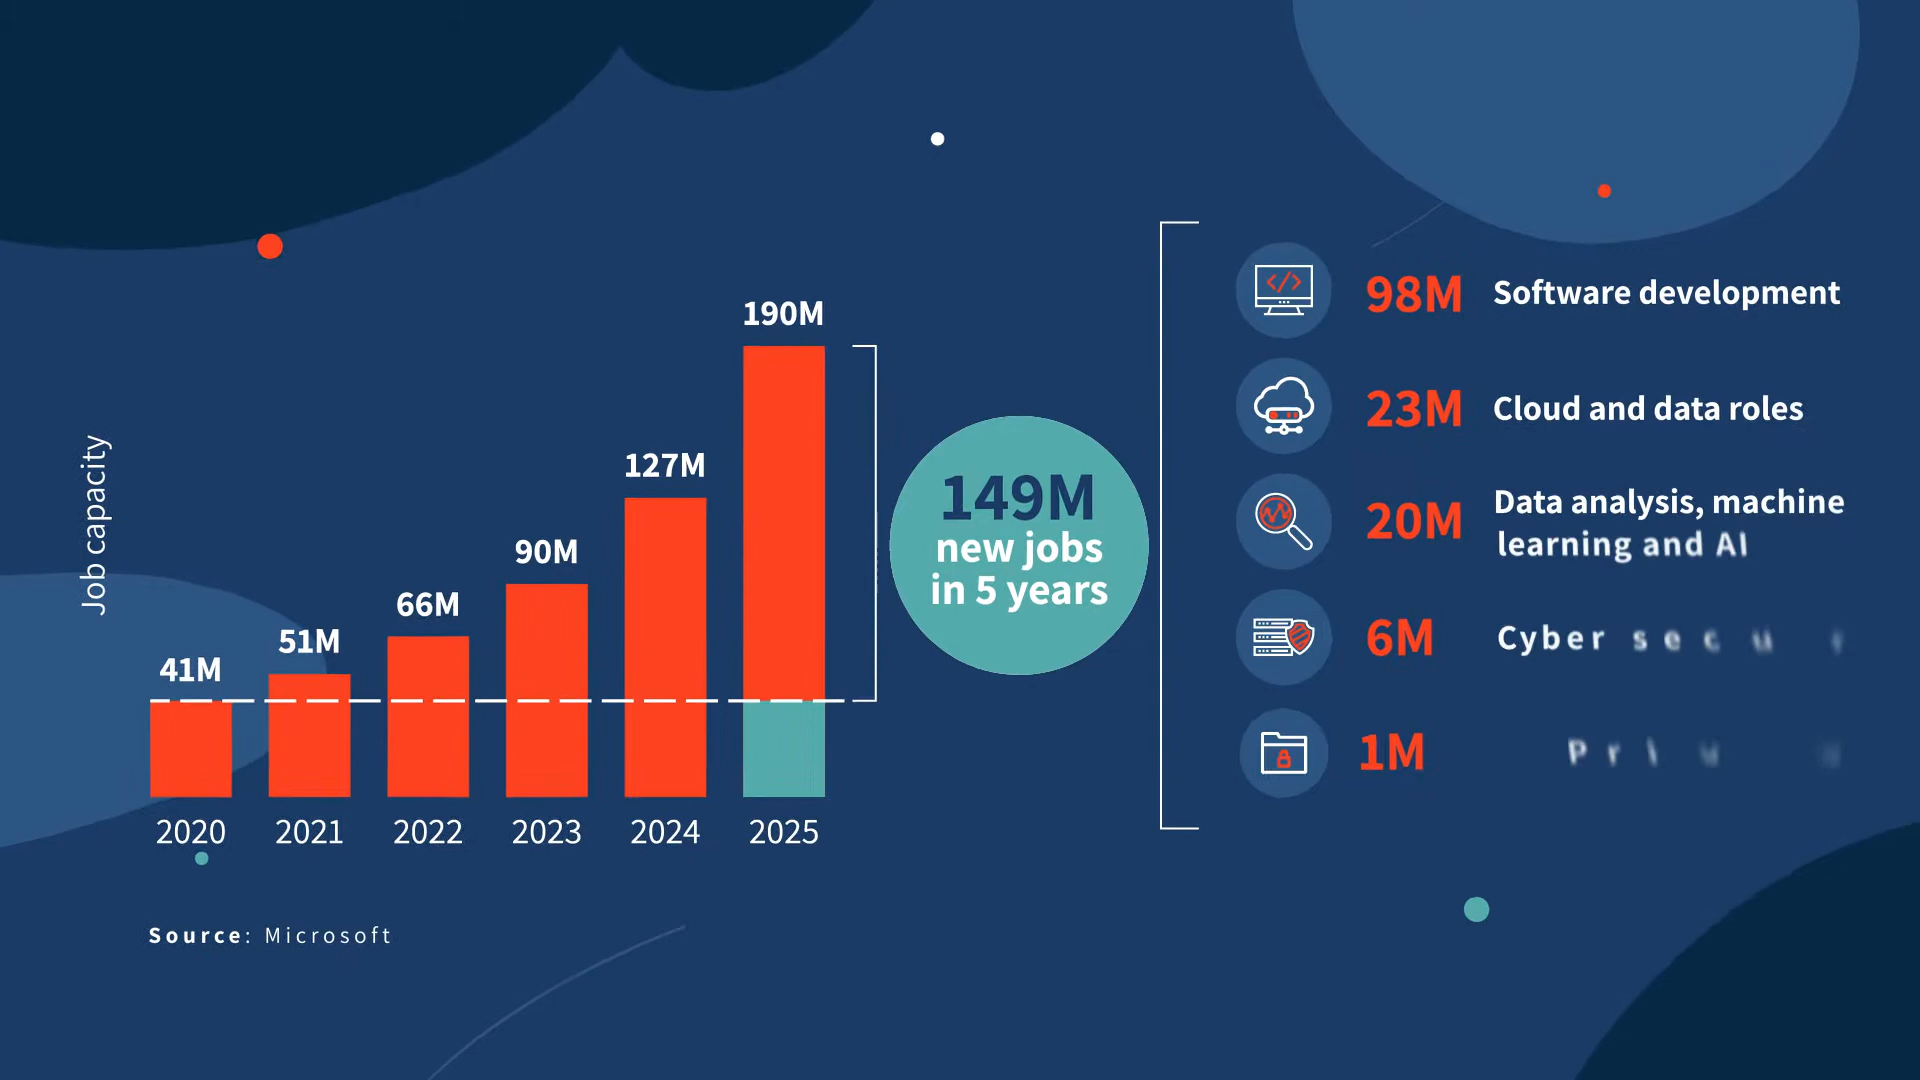 Job capacity
41M
51M
66M
90M
127M
190M
2020
2021
2022
2023
2024
2025
Source: Microsoft
149M
new jobs
in 5 years
</>
98M
Software development
23M
Cloud and data roles
20M
Data analysis, machine
learning and AI
6M
Cyber
1M